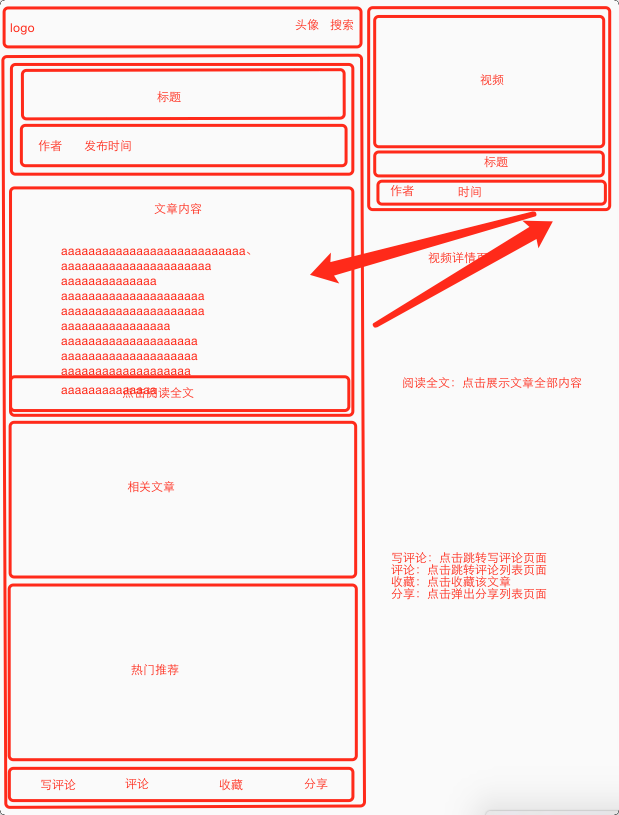 logo
头像 搜索
标题
作者 发布时间
文章内容
aaaaaaaaaaaaaaaaaaaaaaaaaaa、
aaaaaaaaaaaaaaaaaaaaaa
aaaaaaaaaaaaaa
aaaaaaaaaaaaaaaaaaaaa
aaaaaaaaaaaaaaaaaaaaa
aaaaaaaaaaaaaaaa
aaaaaaaaaaaaaaaaaaaa
aaaaaaaaaaaaaaaaaaaa
aaaaaaaaaaaaaaaaaaa
aaaaaaaaaaaaaa
点击阅读全文
相关文章
热门推荐
写评论 评论 收藏 分享
视频
标题
作者 时间
视频详情页
阅读全文：点击展示文章全部内容
写评论：点击跳转写评论页面
评论：点击跳转评论列表页面
收藏：点击收藏该文章
分享：点击弹出分享列表页面